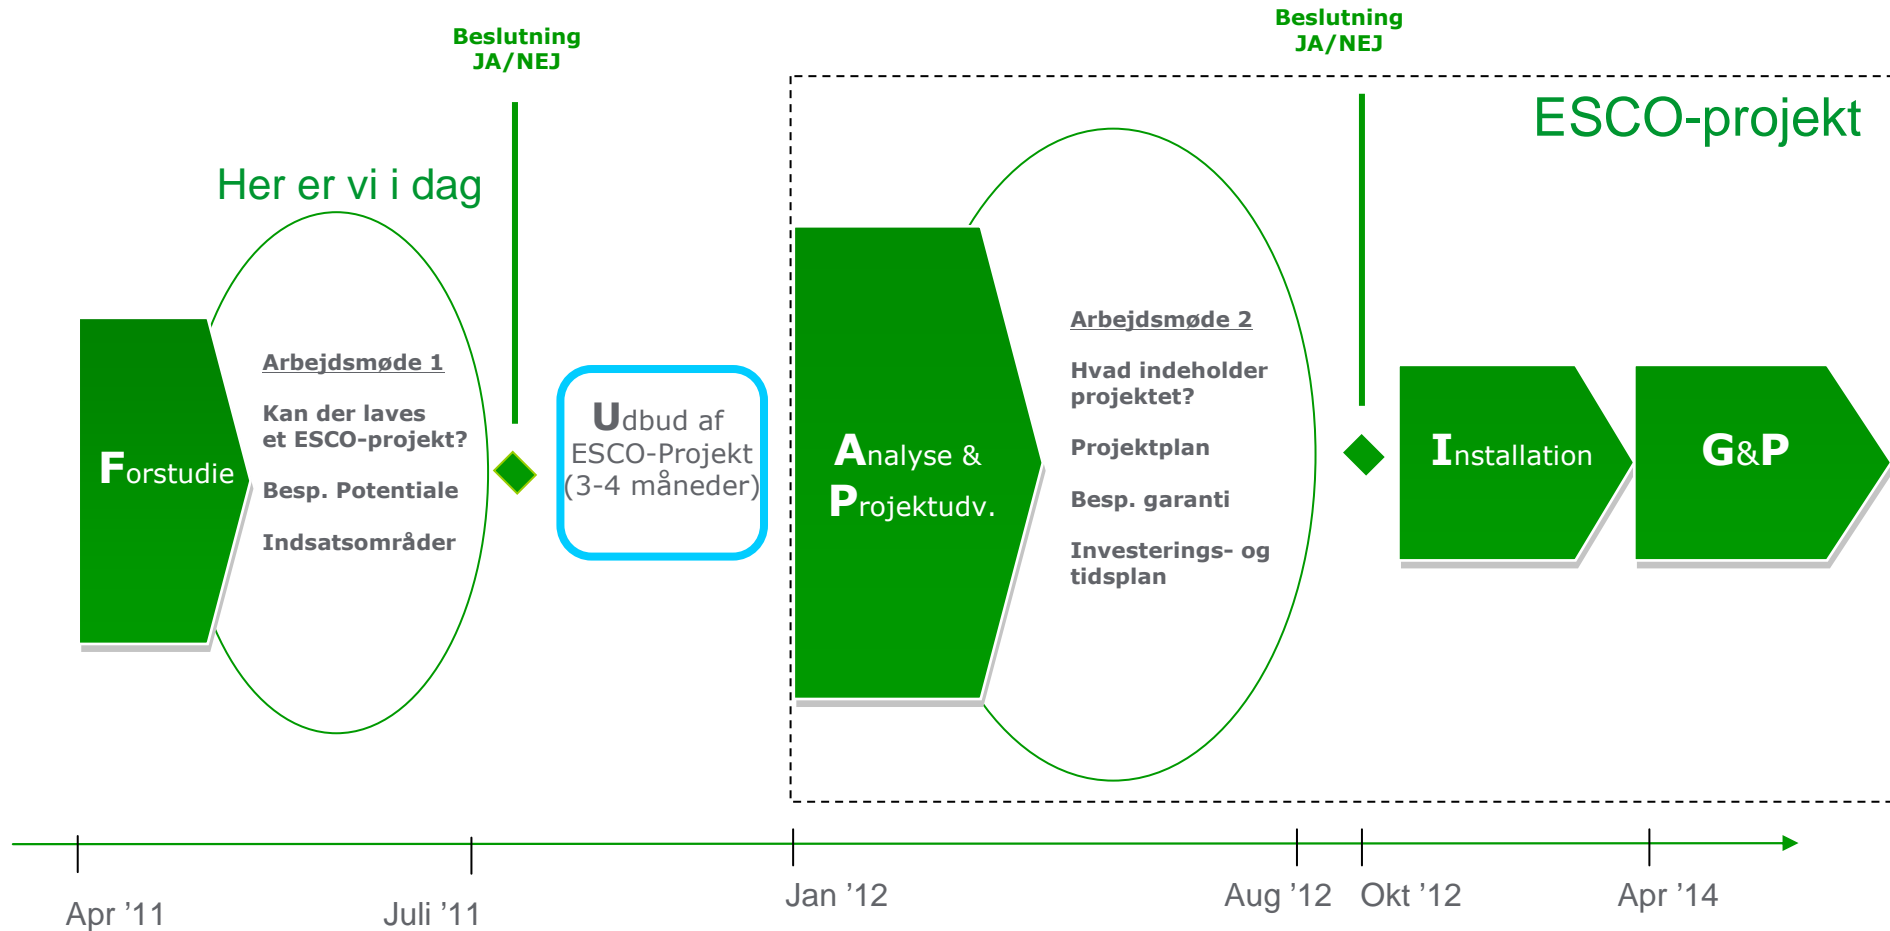 Beslutning
JA/NEJ
Beslutning
JA/NEJ
ESCO-projekt
Her er vi i dag
Forstudie
Arbejdsmøde 1
Kan der laves
et ESCO-projekt?
Besp. Potentiale
Indsatsområder
Udbud af
ESCO-Projekt
(3-4 måneder)
Analyse &
Projektudv.
Arbejdsmøde 2
Hvad indeholder
projektet?
Projektplan
Besp. garanti
Investerings- og
tidsplan
Installation
G&P
Apr ’11
Juli ’11
Jan ’12
Aug ’12
Okt ’12
Apr ’14